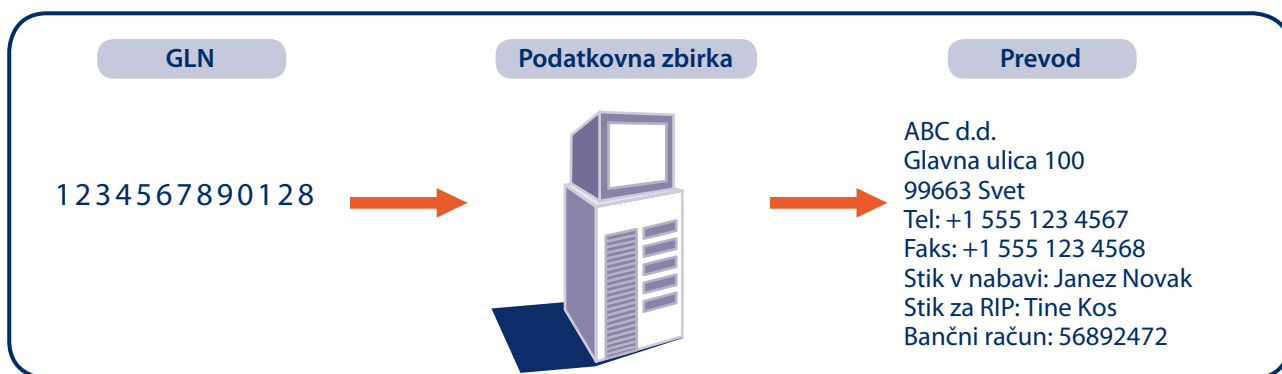 GLN
Podatkovna zbirka
Prevod
1234567890128
ABC d.d.
Glavna ulica 100
99663 Svet
Tel: +1 555 123 4567
Faks: +1 555 123 4568
Stik v nabavi: Janez Novak
Stik za RIP: Tine Kos
Bančni račun: 56892472